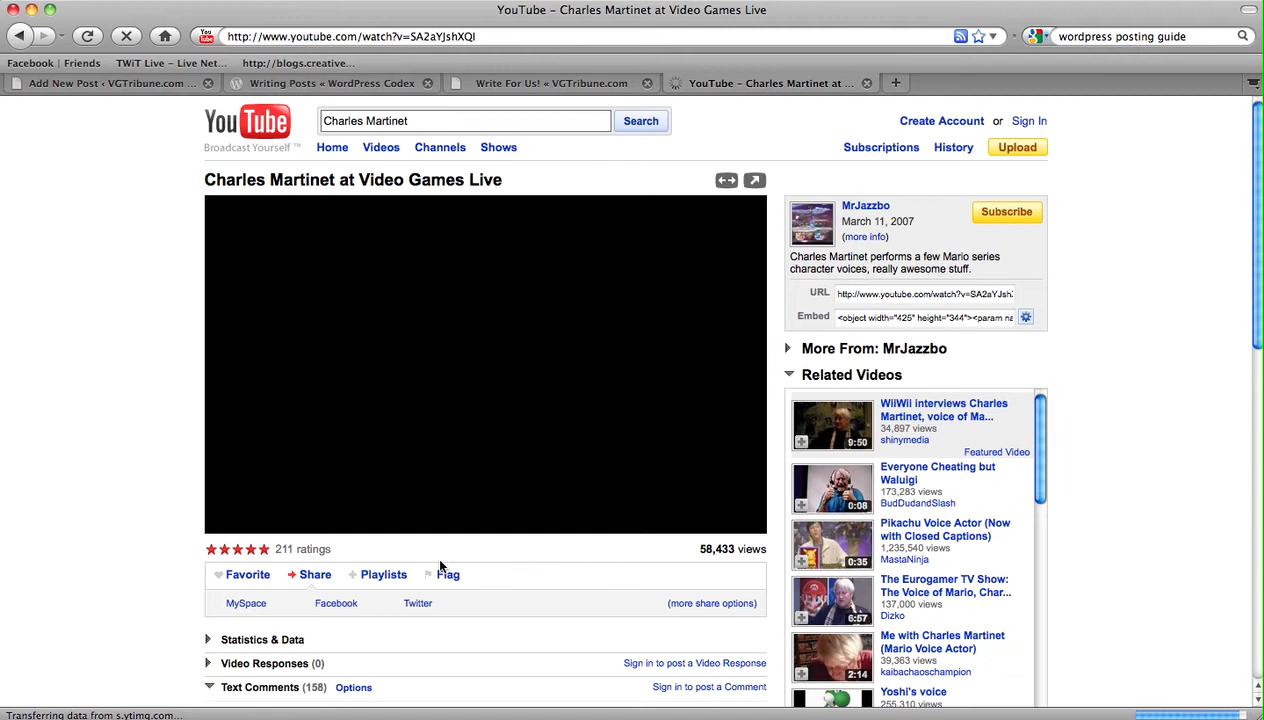 YouTube - Charles Martinet at Video Games Live
http://www.youtube.com/watch?v=SA2aYJshXQI
wordpress posting guide
Facebook | Friends
TWiT Live – Live Net...
http://blogs.creative...
Add New Post ‹ VGTribune.com ...
Writing Posts « WordPress Codex
Write For Us! « VGTribune.com
YouTube - Charles Martinet at ...
You Tube
Broadcast Yourself ™
Charles Martinet
Search
Create Account or Sign In
Home
Videos
Channels
Shows
Subscriptions
History
Upload
Charles Martinet at Video Games Live
MrJazzbo
March 11, 2007
(more info)
Subscribe
Charles Martinet performs a few Mario series
character voices, really awesome stuff.
URL
http://www.youtube.com/watch?v=SA2aYJsh
Embed
<object width="425" height="344"><param na
More From: MrJazzbo
Related Videos
WiiWii interviews Charles
Martinet, voice of Ma...
34,897 views
shinymedia
Featured Video
9:50
Everyone Cheating but
Waluigi
173,283 views
BudDudandSlash
0:08
Pikachu Voice Actor (Now
with Closed Captions)
1,235,540 views
MastaNinja
0:35
The Eurogamer TV Show:
The Voice of Mario, Char...
137,000 views
Dizko
6:57
Me with Charles Martinet
(Mario Voice Actor)
39,363 views
kaibachaoschampion
2:14
Yoshi's voice
255,310 views
211 ratings
58,433 views
Favorite
Share
Playlists
Flag
MySpace
Facebook
Twitter
(more share options)
Statistics & Data
Video Responses (0)
Sign in to post a Video Response
Text Comments (158)
Options
Sign in to post a Comment
Transferring data from s.ytimg.com...